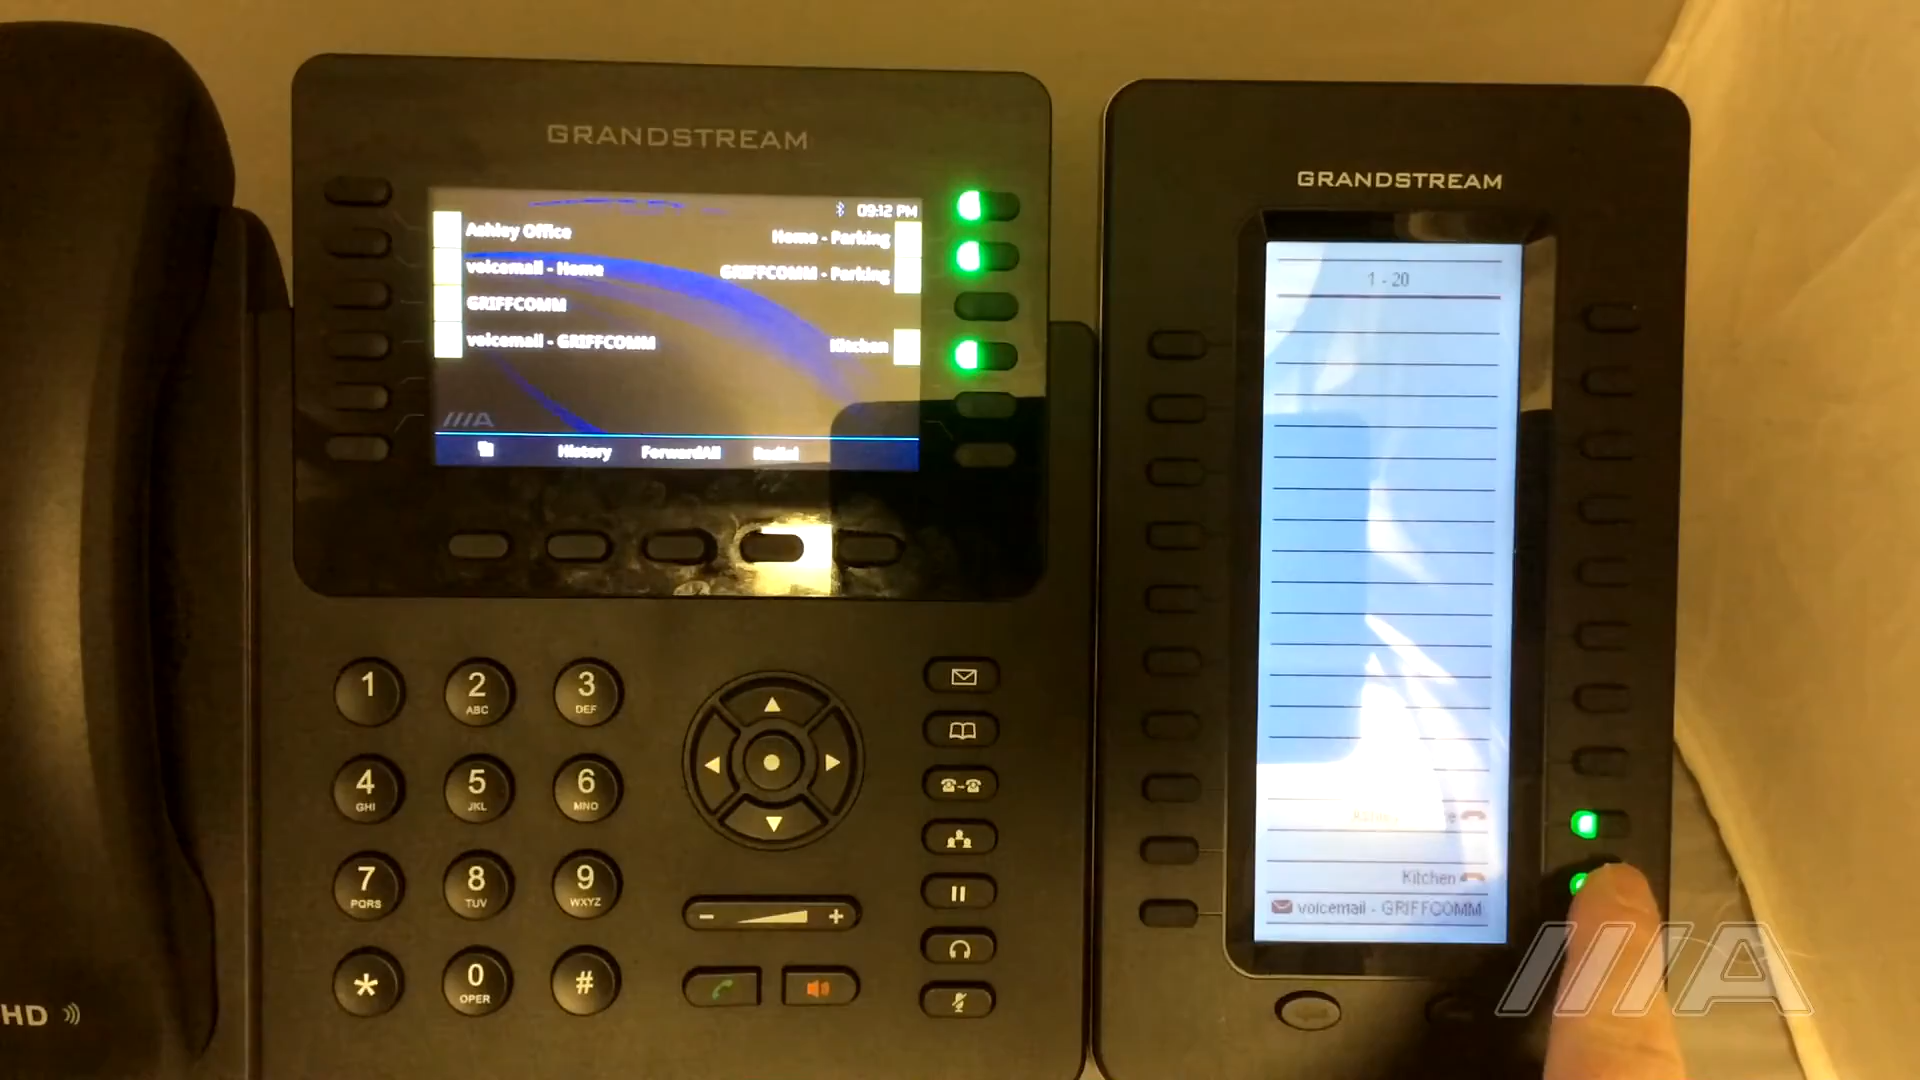 GRANDSTREAM
09:12 PM
Ashley Office
Home - Parking
voicemail - Home
GRIFFCOMM - Parking
GRIFFCOMM
voicemail - GRIFFCOMM
Kitchen
///A
History
ForwardAll
Redial
1
2
ABC
3
DEF
4
GHI
5
JKL
6
MNO
7
PQRS
8
TUV
9
WXYZ
*
0
OPER
#
- +
HD
GRANDSTREAM
1 - 20
Kitchen
voicemail - GRIFFCOMM
///A